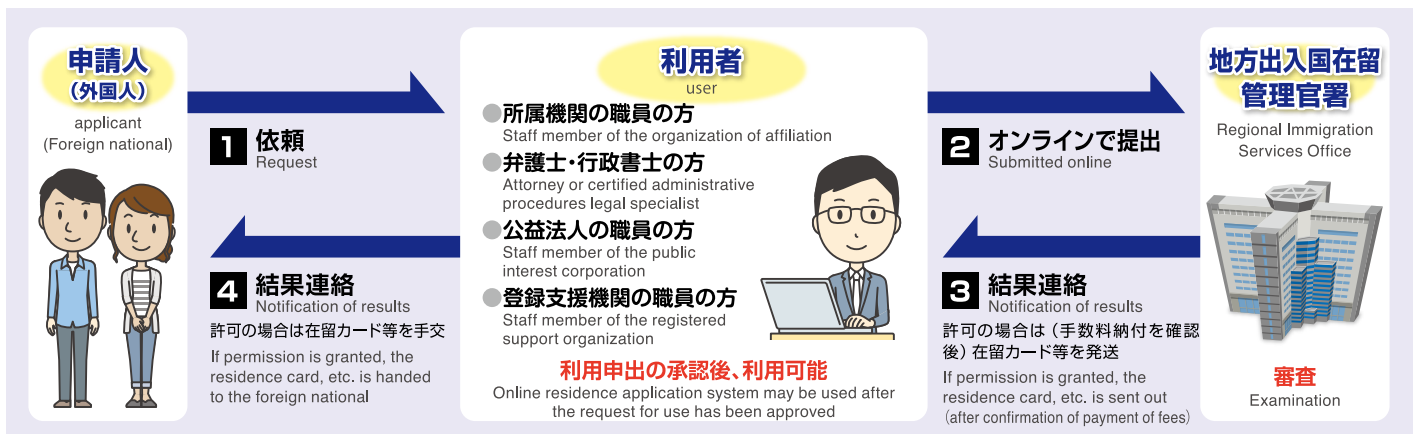 申請人
(外国人)
applicant
(Foreign national)
1 依頼
Request
4 結果連絡
Notification of results
許可の場合は在留カード等を手交
If permission is granted, the
residence card, etc. is handed
to the foreign national
利用者
user
●所属機関の職員の方
Staff member of the organization of affiliation
●弁護士・行政書士の方
Attorney or certified administrative
procedures legal specialist
●公益法人の職員の方
Staff member of the public
interest corporation
●登録支援機関の職員の方
Staff member of the registered
support organization
利用申出の承認後、利用可能
Online residence application system may be used after
the request for use has been approved
2 オンラインで提出
Submitted online
3 結果連絡
Notification of results
許可の場合は(手数料納付を確認
後)在留カード等を発送
If permission is granted, the
residence card, etc. is sent out
(after confirmation of payment of fees)
地方出入国在留
管理官署
Regional Immigration
Services Office
審査
Examination